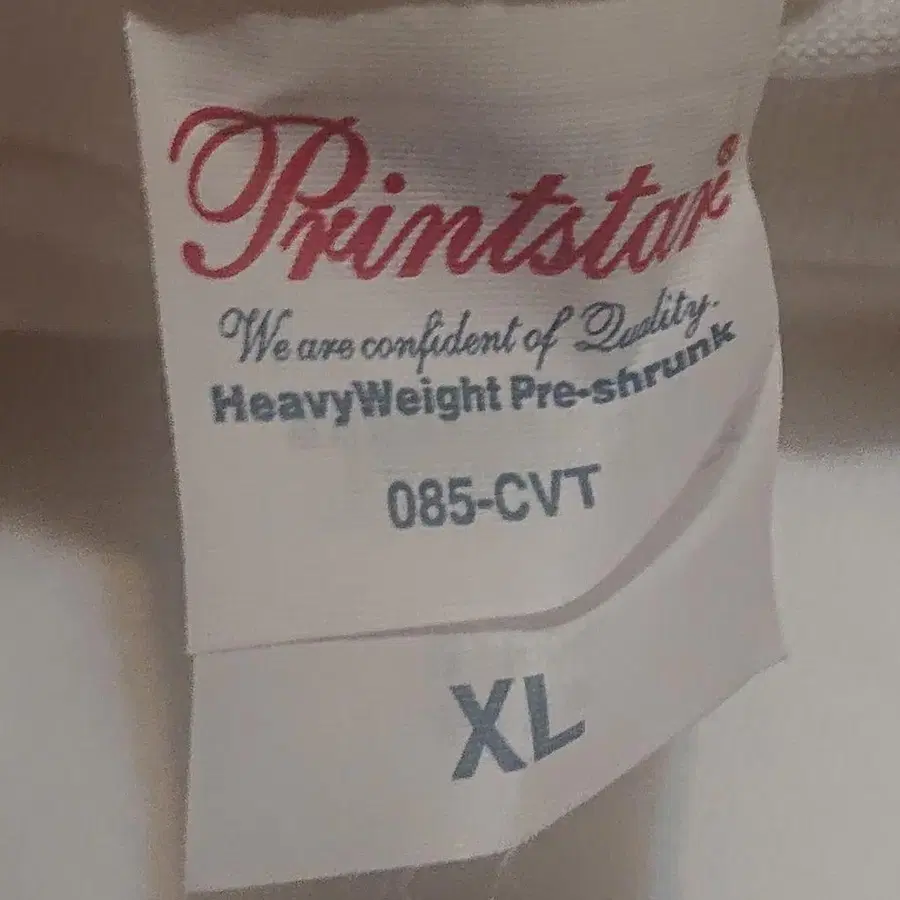 Printstar®
We are confident of Quality.
HeavyWeight Pre-shrunk
085-CVT
XL